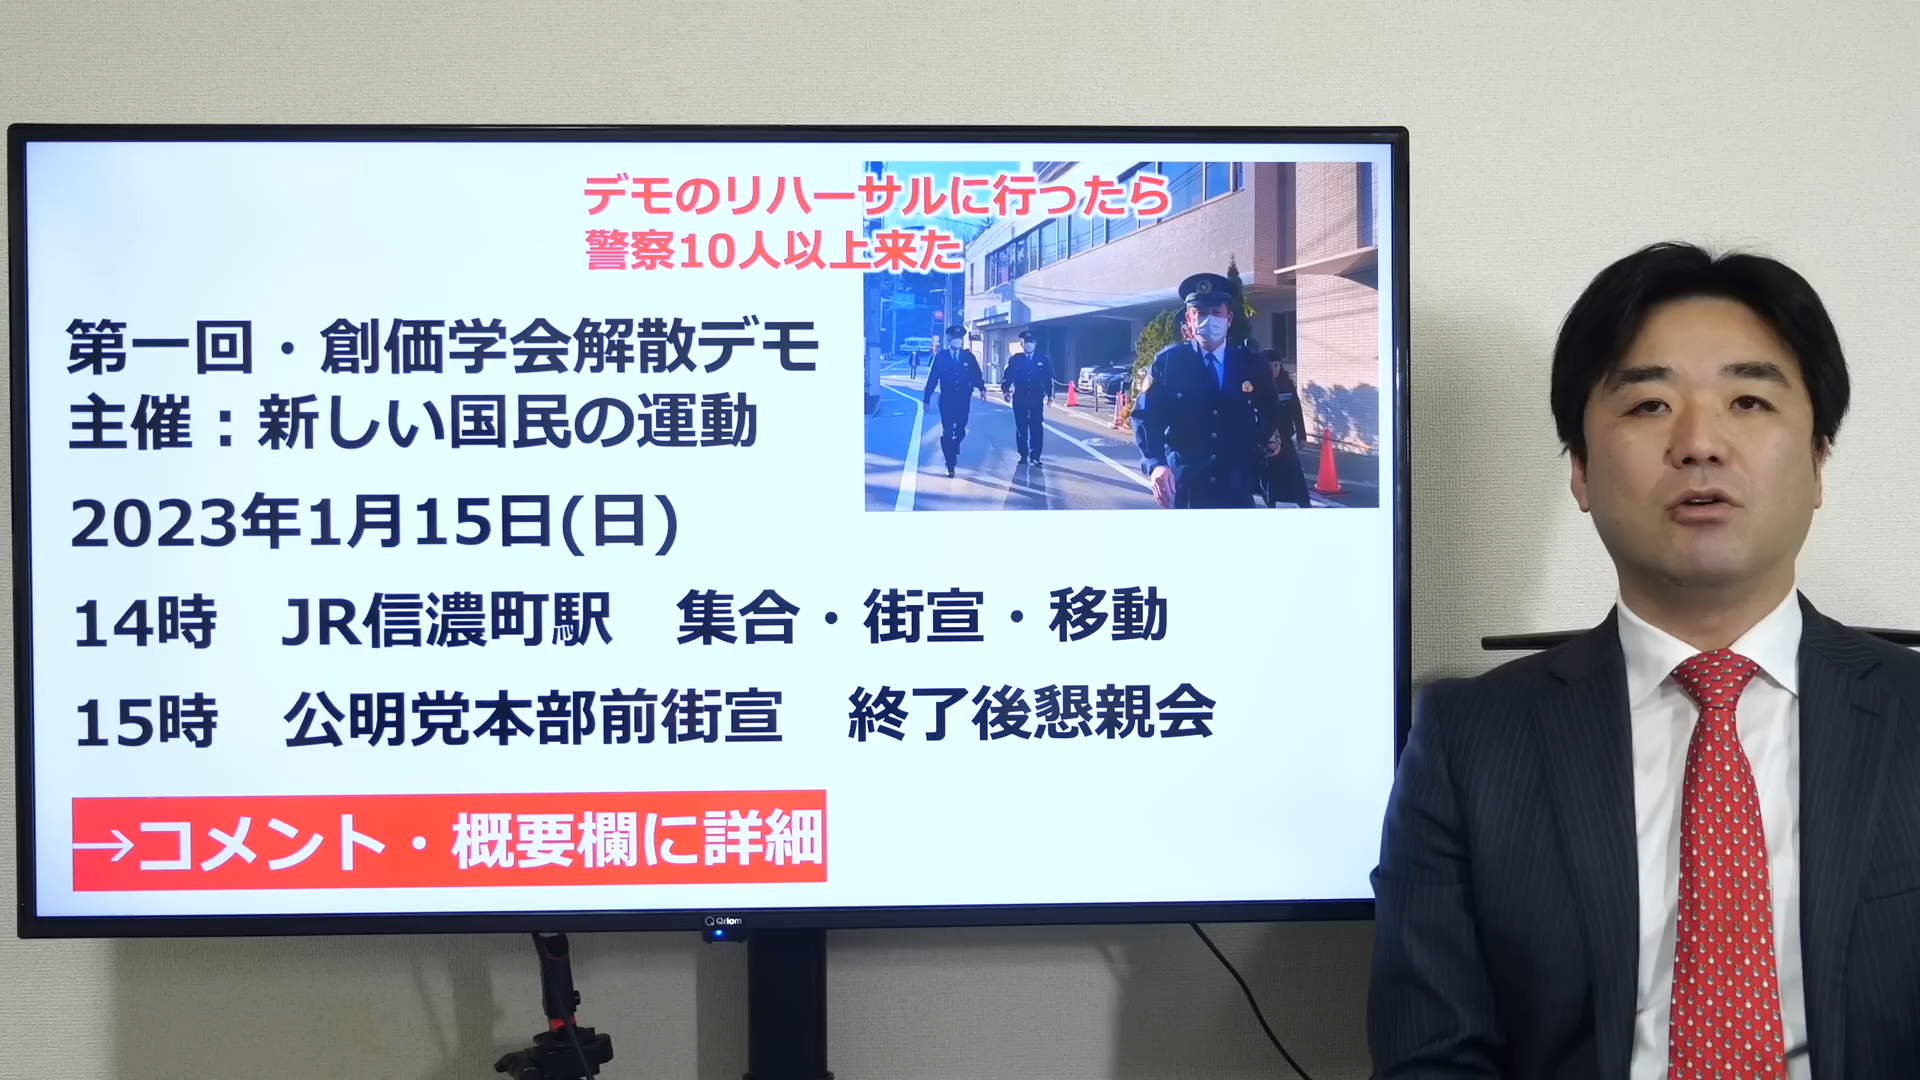 デモのリハーサルに行ったら
警察10人以上来た
第一回・創価学会解散デモ
主催：新しい国民の運動
2023年1月15日(日)
14時　JR信濃町駅　集合・街宣・移動
15時　公明党本部前街宣　終了後懇親会
→コメント・概要欄に詳細
Qriom